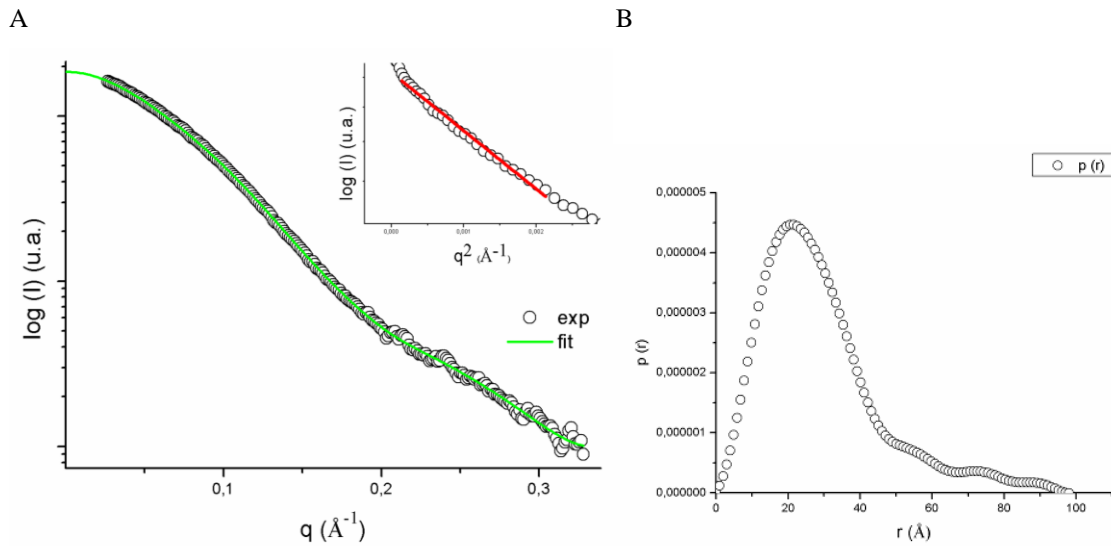 A
B
log (I) (u.a.)
log (I) (u.a.)
0,000
0,001
0,002
q² (Å⁻¹)
exp
fit
0,1
0,2
0,3
q (Å⁻¹)
p (r)
0,000005
0,000004
0,000003
0,000002
0,000001
0,000000
p (r)
0
20
40
60
80
100
r (Å)